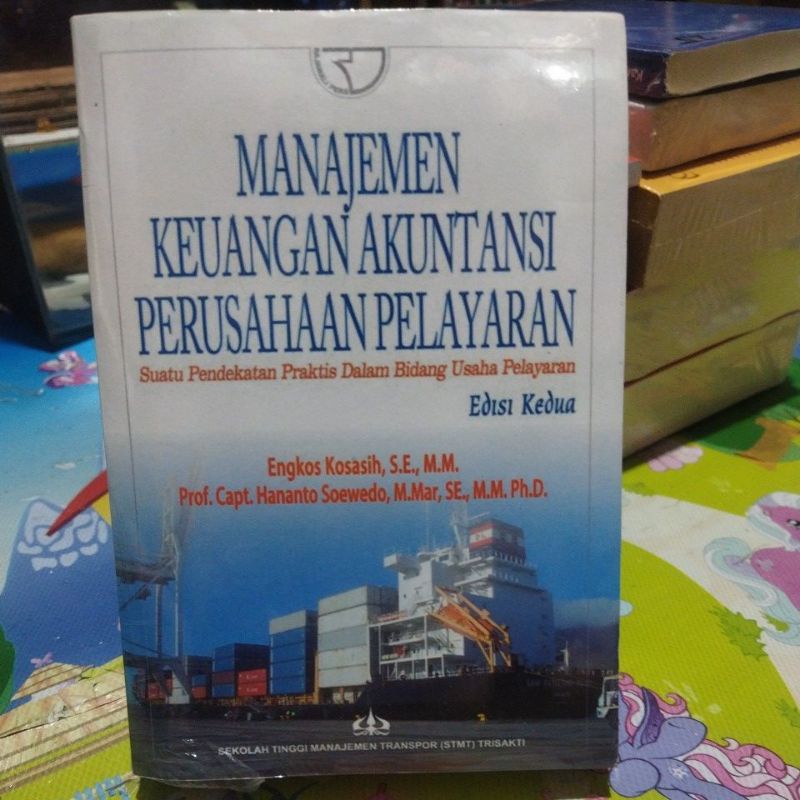 MANAJEMEN
KEUANGAN AKUNTANSI
PERUSAHAAN PELAYARAN
Suatu Pendekatan Praktis Dalam Bidang Usaha Pelayaran
Edisi Kedua
Engkos Kosasih, S.E., M.M.
Prof. Capt. Hananto Soewedo, M.Mar, SE., M.M. Ph.D.
SEKOLAH TINGGI MANAJEMEN TRANSPOR (STMT) TRISAKTI